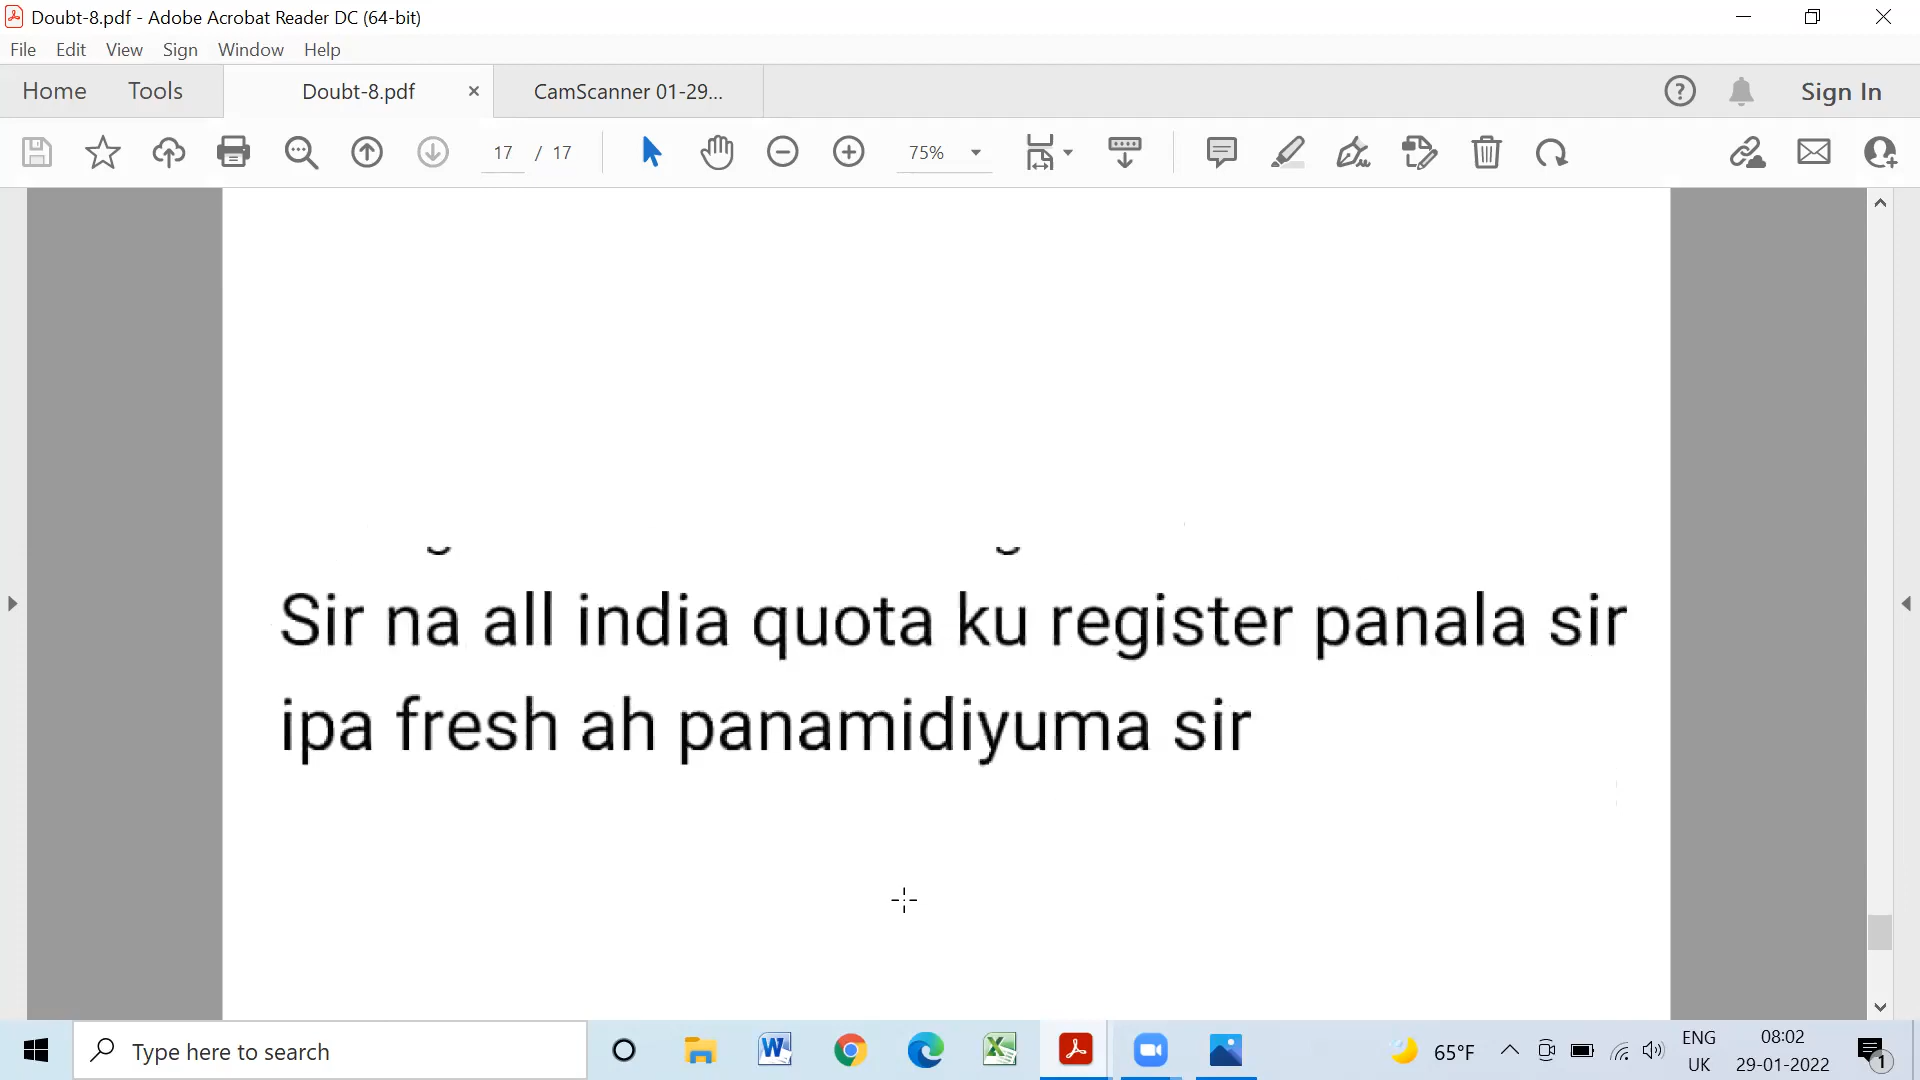 Doubt-8.pdf - Adobe Acrobat Reader DC (64-bit)
File Edit View Sign Window Help
Home Tools Doubt-8.pdf CamScanner 01-29... Sign In
17 / 17 75%
Sir na all india quota ku register panala sir
ipa fresh ah panamidiyuma sir
Type here to search 65°F ENG UK 08:02 29-01-2022 1